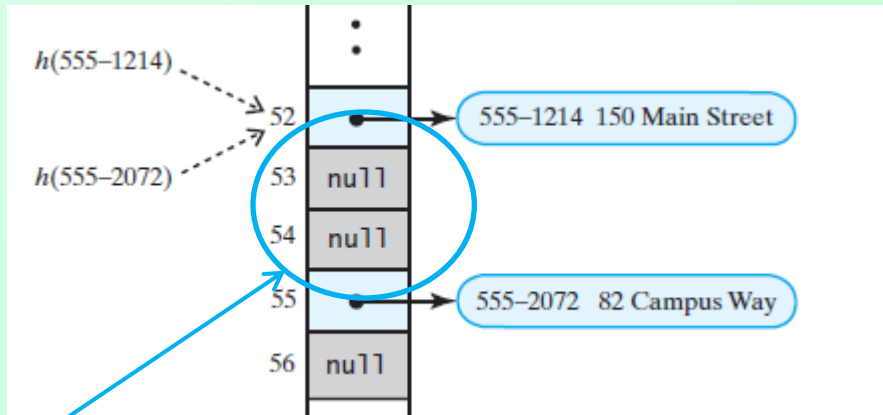 h(555–1214)
52
555–1214 150 Main Street
h(555–2072)
53 null
54 null
55
555–2072 82 Campus Way
56 null